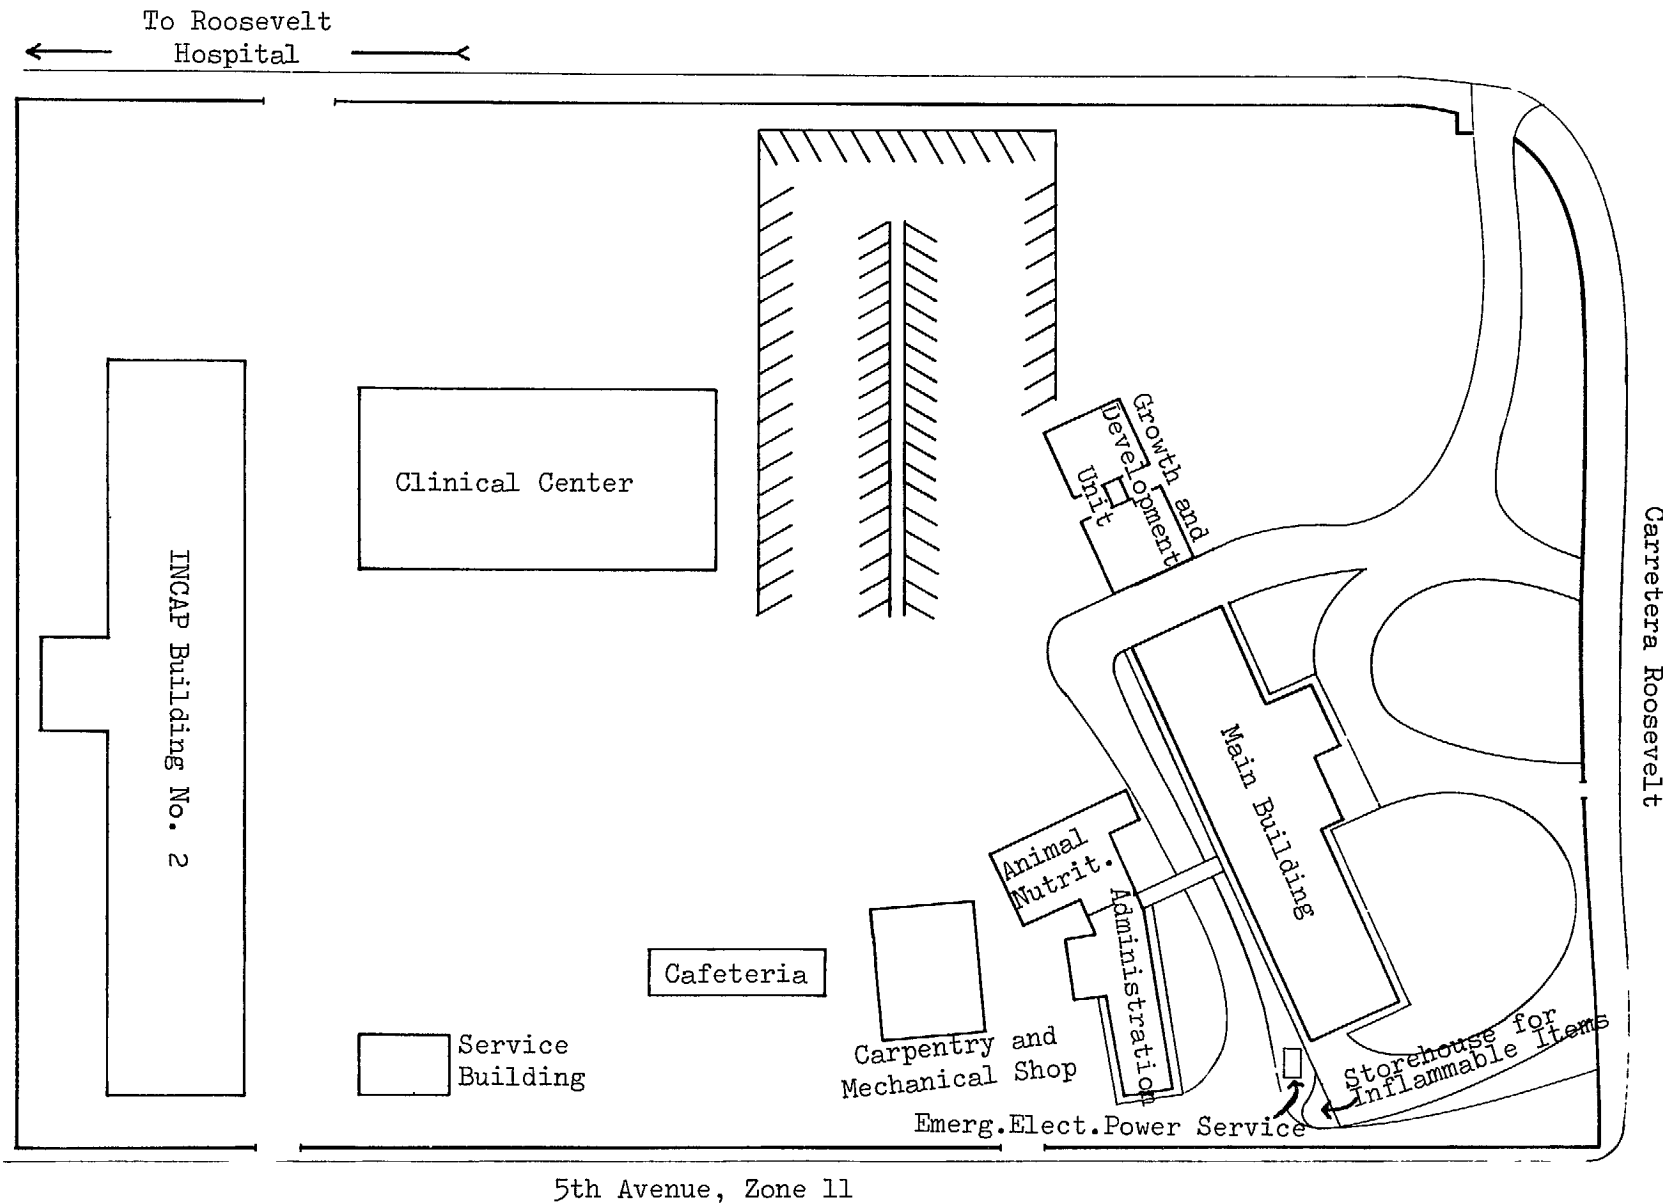 To Roosevelt
Hospital
Growth and
Development
Unit
Clinical Center
Carretera Roosevelt
INCAP Building No. 2
Main Building
Animal
Nutrit.
Administration
Cafeteria
Service
Building
Carpentry and
Mechanical Shop
Storehouse for
Inflammable Items
Emerg.Elect.Power Service
5th Avenue, Zone 11